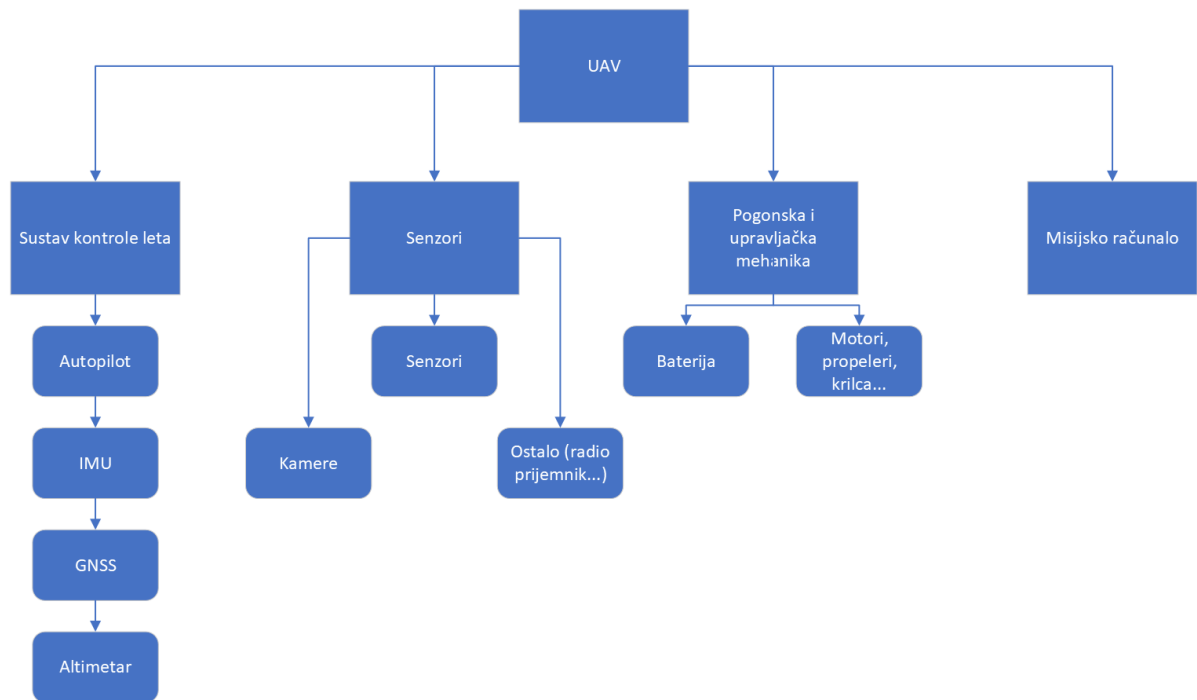 UAV
Sustav kontrole leta
Senzori
Pogonska i
upravljačka
mehanika
Misijsko računalo
Autopilot
Senzori
Baterija
Motori,
propeleri,
krilca...
IMU
Kamere
Ostalo (radio
prijemnik...)
GNSS
Altimetar